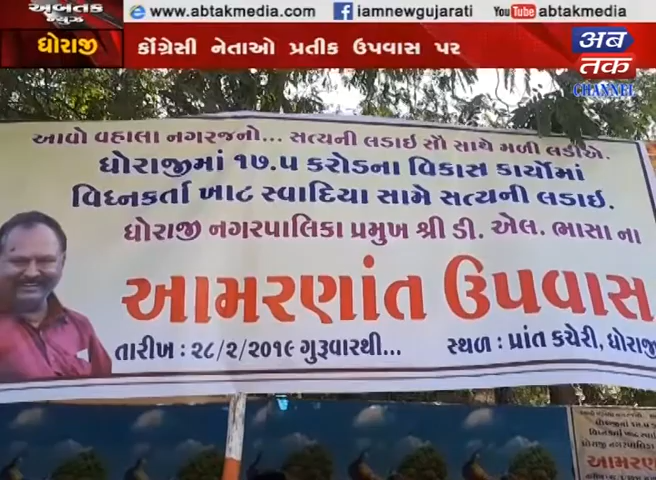 અબતક
ન્યુઝ
www.abtakmedia.com
iamnewgujarati
YouTube abtakmedia
ધોરાજી
કોંગ્રેસ નેતાઓ પ્રતીક ઉપવાસ પર
અબ
તક
CHANNEL
આવો વહાલા નગરજનો... સત્યની લડાઈ સૌ સાથે મળી લડીએ.
ધોરાજીમાં ૧૭.૫ કરોડના વિકાસ કાર્યોમાં
વિઘ્નકર્તા ખાટ સ્વાદિયા સામે સત્યની લડાઈ.
ધોરાજી નગરપાલિકા પ્રમુખ શ્રી ડી. એલ. ભાસા ના
આમરણાંત ઉપવાસ
તારીખ : ૨૮/૨/૨૦૧૯ ગુરૂવારથી...
સ્થળ : પ્રાંત કચેરી, ધોરાજી